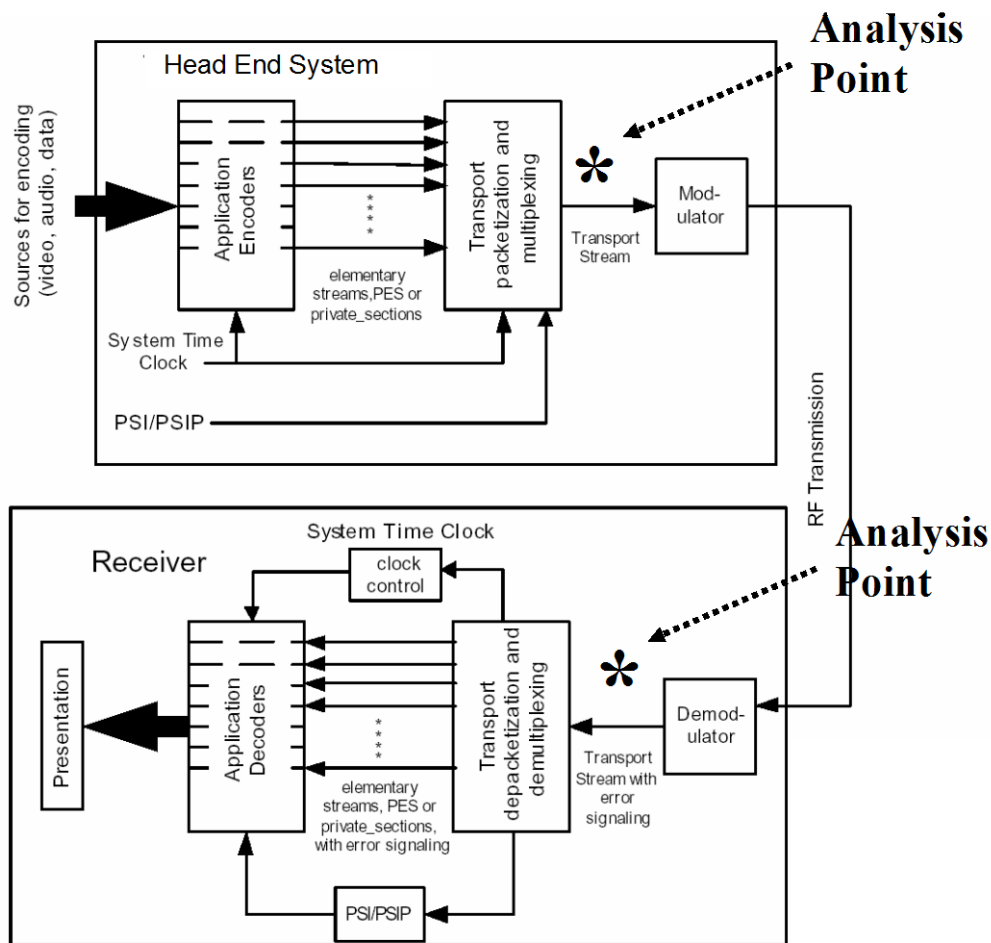 Analysis
Point
Head End System
Sources for encoding
(video, audio, data)
Application
Encoders
* * * *
elementary
streams,PES or
private_sections
Transport
packetization and
multiplexing
*
Transport
Stream
Mod-
ulator
System Time
Clock
PSI/PSIP
RF Transmission
Analysis
Point
Receiver
System Time Clock
clock
control
Presentation
Application
Decoders
* * * *
elementary
streams, PES or
private_sections,
with error signaling
Transport
depacketization and
demultiplexing
*
Transport
Stream with
error
signaling
Demod-
ulator
PSI/PSIP